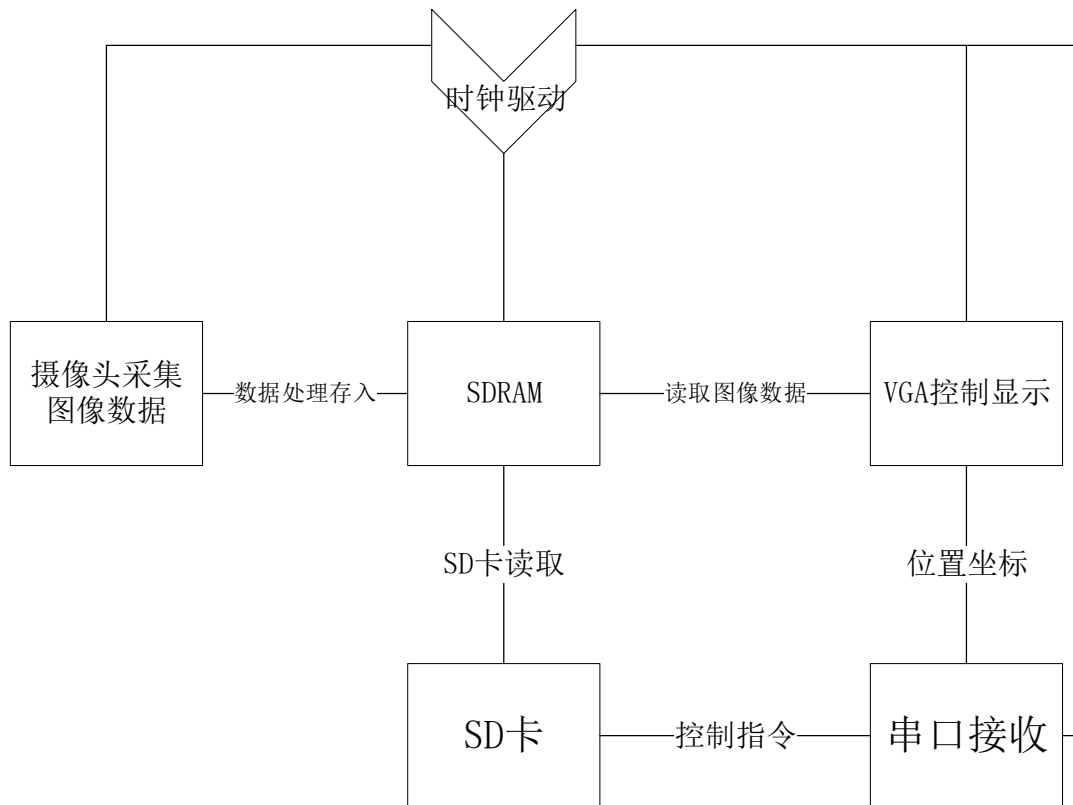 时钟驱动
摄像头采集
图像数据
数据处理存入
SDRAM
读取图像数据
VGA控制显示
SD卡读取
位置坐标
SD卡
控制指令
串口接收